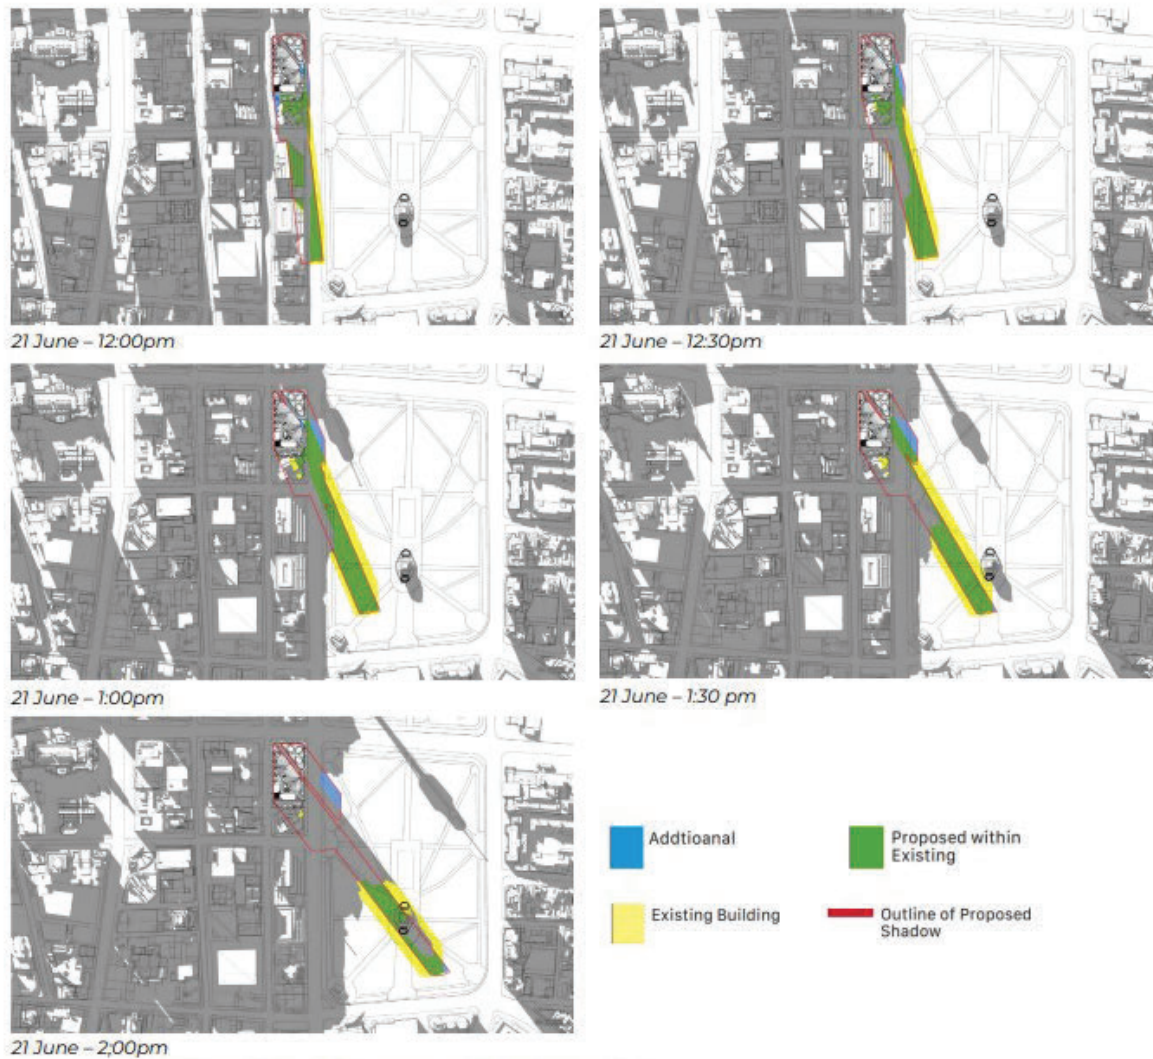 21 June – 12:00pm
21 June – 12:30pm
21 June – 1:00pm
21 June – 1:30 pm
21 June – 2;00pm
Addtioanal
Proposed within
Existing
Existing Building
Outline of Proposed
Shadow